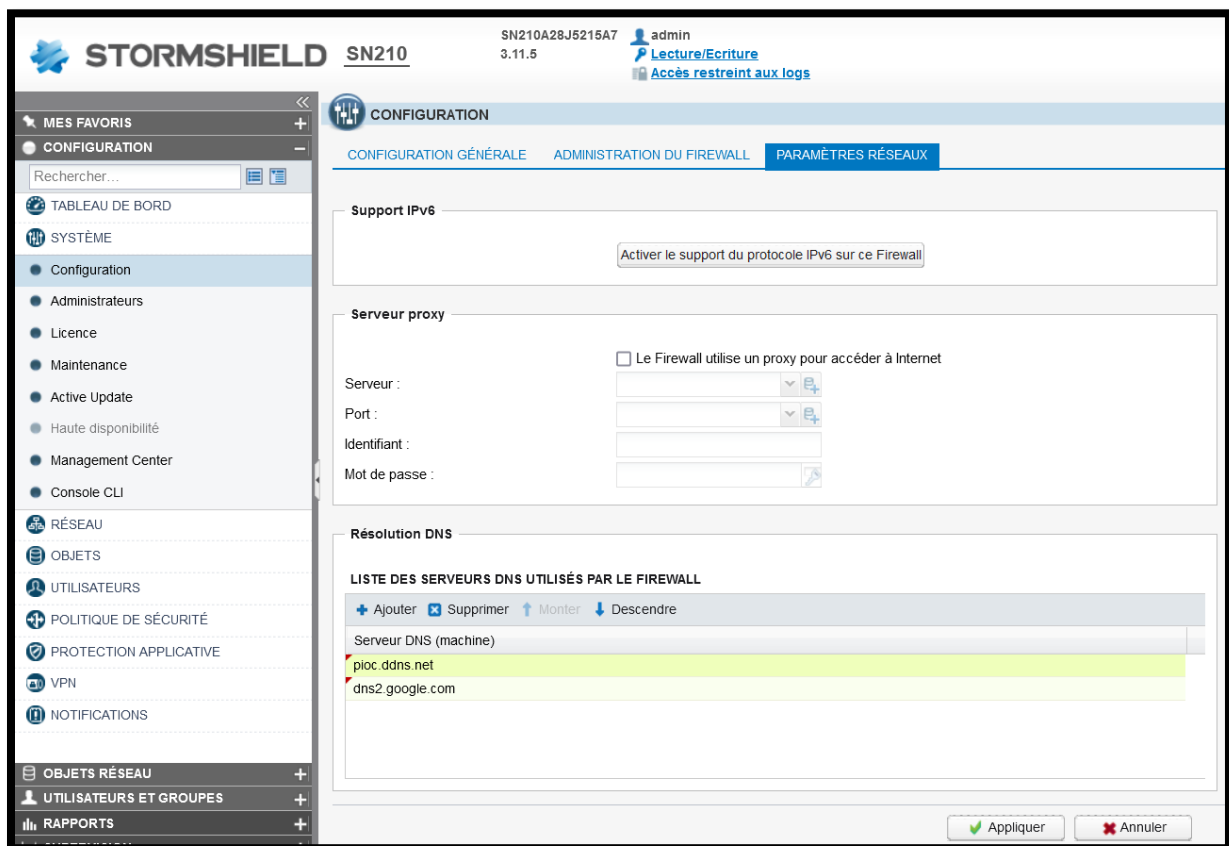 STORMSHIELD SN210
SN210A28J5215A7
3.11.5
admin
Lecture/Ecriture
Accès restreint aux logs
MES FAVORIS
CONFIGURATION
Rechercher...
TABLEAU DE BORD
SYSTÈME
Configuration
Administrateurs
Licence
Maintenance
Active Update
Haute disponibilité
Management Center
Console CLI
RÉSEAU
OBJETS
UTILISATEURS
POLITIQUE DE SÉCURITÉ
PROTECTION APPLICATIVE
VPN
NOTIFICATIONS
OBJETS RÉSEAU
UTILISATEURS ET GROUPES
RAPPORTS
CONFIGURATION
CONFIGURATION GÉNÉRALE ADMINISTRATION DU FIREWALL PARAMÈTRES RÉSEAUX
Support IPv6
Activer le support du protocole IPv6 sur ce Firewall
Serveur proxy
Le Firewall utilise un proxy pour accéder à Internet
Serveur :
Port :
Identifiant :
Mot de passe :
Résolution DNS
LISTE DES SERVEURS DNS UTILISÉS PAR LE FIREWALL
Ajouter Supprimer Monter Descendre
Serveur DNS (machine)
pioc.ddns.net
dns2.google.com
Appliquer Annuler